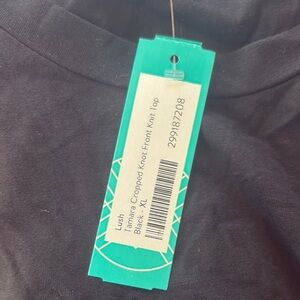 Lush
Tamara Cropped Knot Front Knit Top
Black - XL
299187208